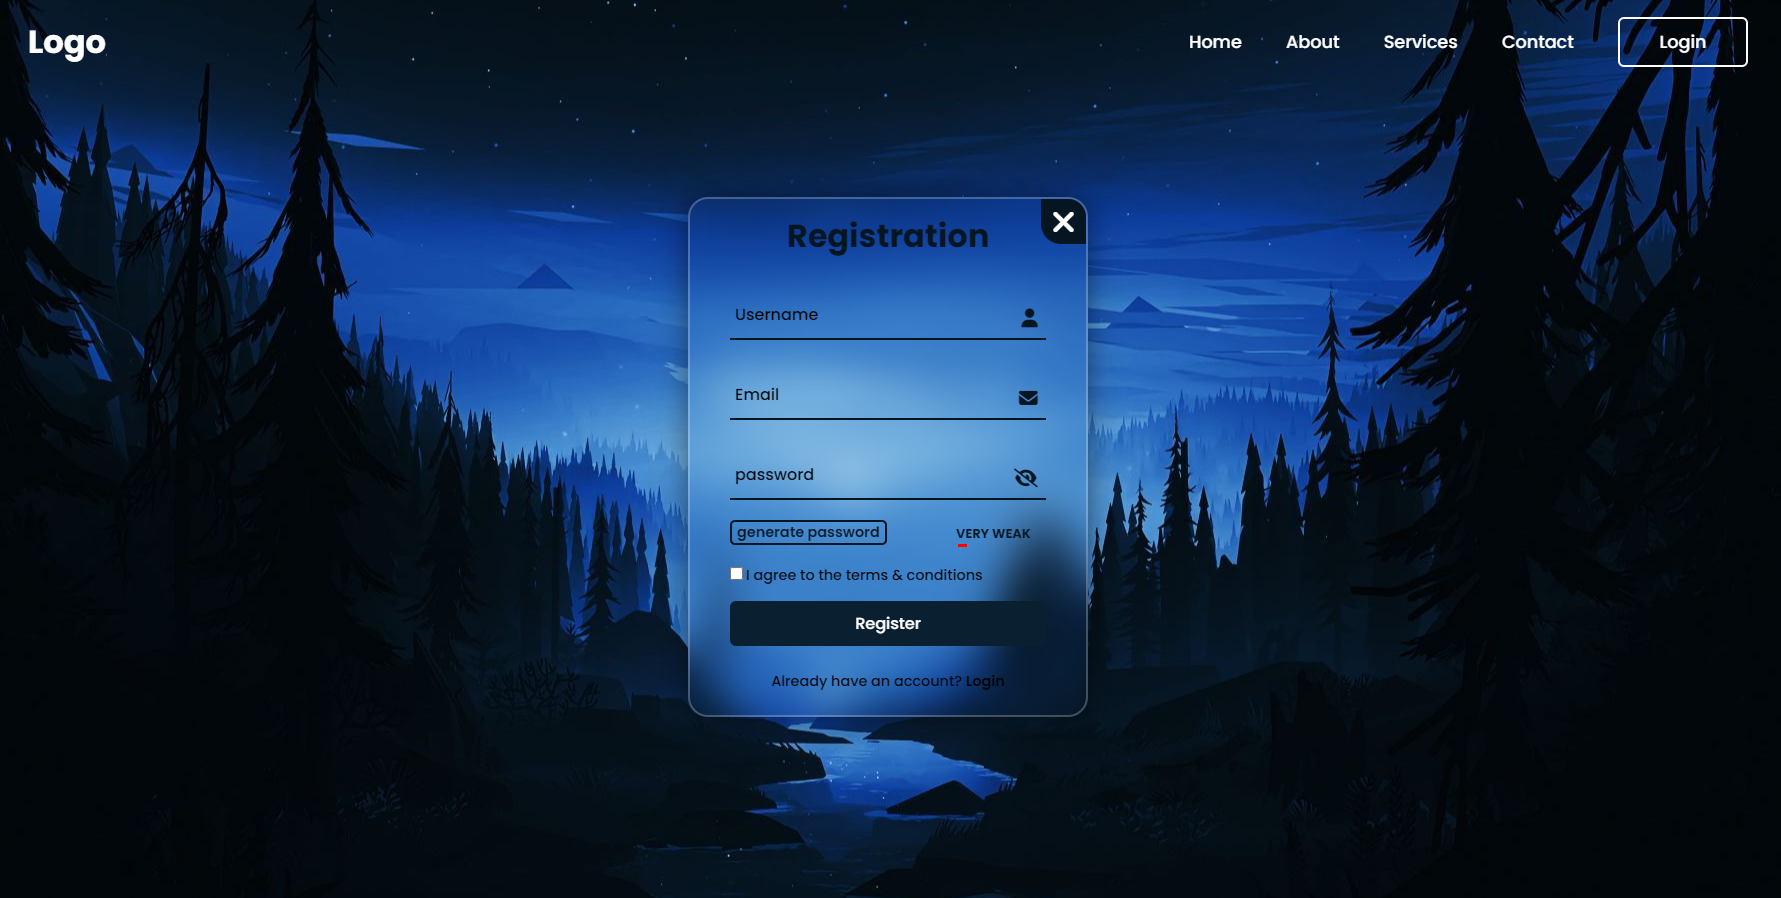 Logo
Home About Services Contact Login
Registration
Username
Email
password
generate password VERY WEAK
I agree to the terms & conditions
Register
Already have an account? Login